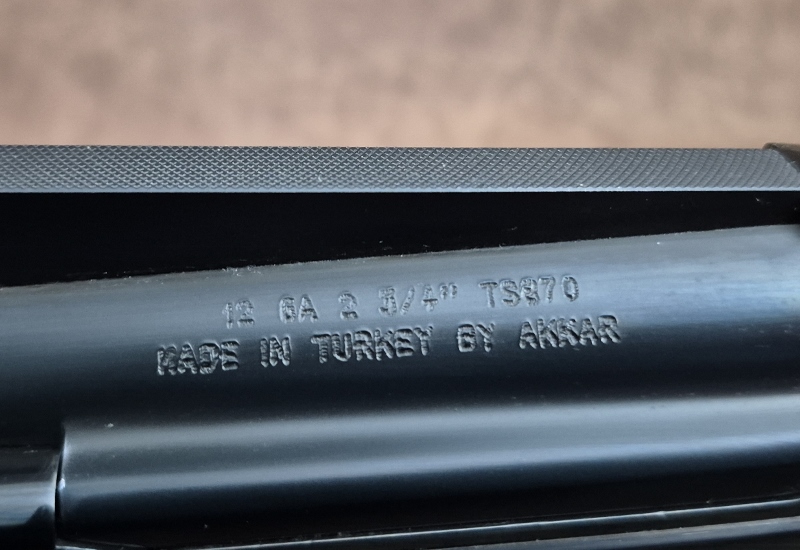 12 GA 2 3/4" TS870
MADE IN TURKEY BY AKKAR